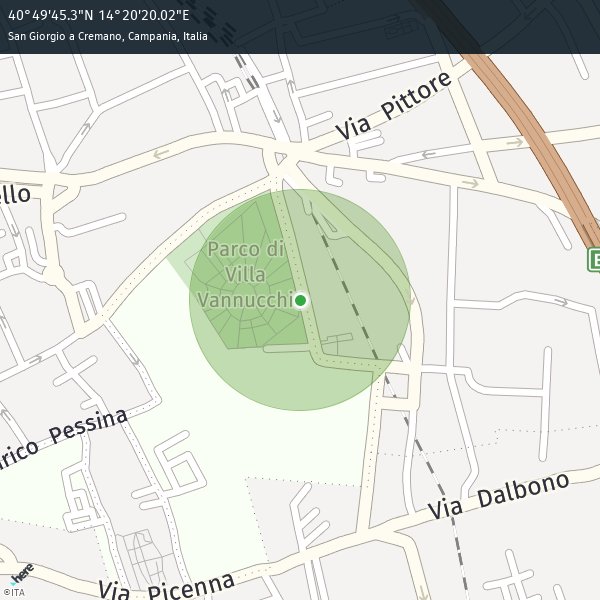 40°49'45.3"N 14°20'20.02"E
San Giorgio a Cremano, Campania, Italia
Via Pittore
ello
E
Parco di
Villa
Vannucchi
rico Pessina
Via Dalbono
Via Picenna
here
©ITA